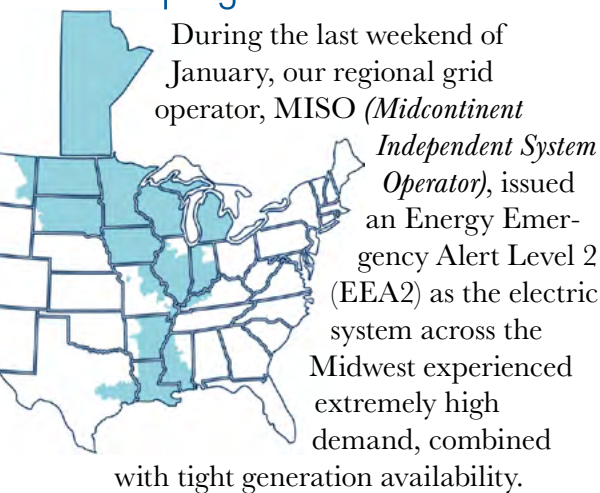 During the last weekend of
January, our regional grid
operator, MISO (Midcontinent
Independent System
Operator), issued
an Energy Emer-
gency Alert Level 2
(EEA2) as the electric
system across the
Midwest experienced
extremely high
demand, combined
with tight generation availability.